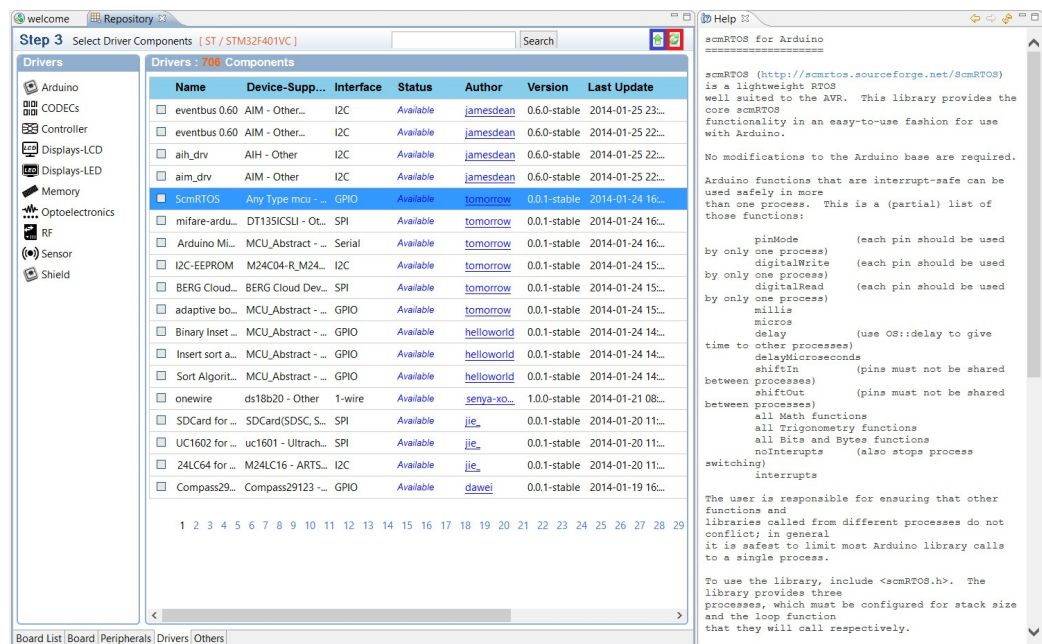 welcome
Repository
Step 3 Select Driver Components [ ST / STM32F401VC ]
Search
Drivers
Arduino
CODECs
Controller
Displays-LCD
Displays-LED
Memory
Optoelectronics
RF
Sensor
Shield
Drivers : 706 Components
Name Device-Supp... Interface Status Author Version Last Update
eventbus 0.60 AIM - Other... I2C Available jamesdean 0.6.0-stable 2014-01-25 23:...
eventbus 0.60 AIM - Other... I2C Available jamesdean 0.6.0-stable 2014-01-25 22:...
aih_drv AIH - Other I2C Available jamesdean 0.6.0-stable 2014-01-25 22:...
aim_drv AIM - Other I2C Available jamesdean 0.6.0-stable 2014-01-25 22:...
ScmRTOS Any Type mcu - ... GPIO Available tomorrow 0.0.1-stable 2014-01-24 16:...
mifare-ardu... DT135ICSLI - Ot... SPI Available tomorrow 0.0.1-stable 2014-01-24 16:...
Arduino Mi... MCU_Abstract - ... Serial Available tomorrow 0.0.1-stable 2014-01-24 16:...
I2C-EEPROM M24C04-R_M24... I2C Available tomorrow 0.0.1-stable 2014-01-24 15:...
BERG Cloud... BERG Cloud Dev... SPI Available tomorrow 0.0.1-stable 2014-01-24 15:...
adaptive bo... MCU_Abstract - ... GPIO Available tomorrow 0.0.1-stable 2014-01-24 15:...
Binary Inset ... MCU_Abstract - ... GPIO Available helloworld 0.0.1-stable 2014-01-24 14:...
Insert sort a... MCU_Abstract - ... GPIO Available helloworld 0.0.1-stable 2014-01-24 14:...
Sort Algorit... MCU_Abstract - ... GPIO Available helloworld 0.0.1-stable 2014-01-24 14:...
onewire ds18b20 - Other 1-wire Available senya-xo... 1.0.0-stable 2014-01-21 08:...
SDCard for ... SDCard(SDSC, S... SPI Available jie_ 0.0.1-stable 2014-01-20 11:...
UC1602 for ... uc1601 - Ultrach... SPI Available jie_ 0.0.1-stable 2014-01-20 11:...
24LC64 for ... M24LC16 - ARTS... I2C Available jie_ 0.0.1-stable 2014-01-20 11:...
Compass29... Compass29123 -... GPIO Available dawei 0.0.1-stable 2014-01-19 16:...
1 2 3 4 5 6 7 8 9 10 11 12 13 14 15 16 17 18 19 20 21 22 23 24 25 26 27 28 29
Board List Board Peripherals Drivers Others
Help
scmRTOS for Arduino
===================
scmRTOS (http://scmrtos.sourceforge.net/ScmRTOS)
is a lightweight RTOS
well suited to the AVR. This library provides the
core scmRTOS
functionality in an easy-to-use fashion for use
with Arduino.
No modifications to the Arduino base are required.
Arduino functions that are interrupt-safe can be
used safely in more
than one process. This is a (partial) list of
those functions:
pinMode (each pin should be used
by only one process)
digitalWrite (each pin should be used
by only one process)
digitalRead (each pin should be used
by only one process)
millis
micros
delay (use OS::delay to give
time to other processes)
delayMicroseconds
shiftIn (pins must not be shared
between processes)
shiftOut (pins must not be shared
between processes)
all Math functions
all Trigonometry functions
all Bits and Bytes functions
noInterupts (also stops process
switching)
interrupts
The user is responsible for ensuring that other
functions and
libraries called from different processes do not
conflict; in general
it is safest to limit most Arduino library calls
to a single process.
To use the library, include <scmRTOS.h>. The
library provides three
processes, which must be configured for stack size
and the loop function
that they will call respectively.